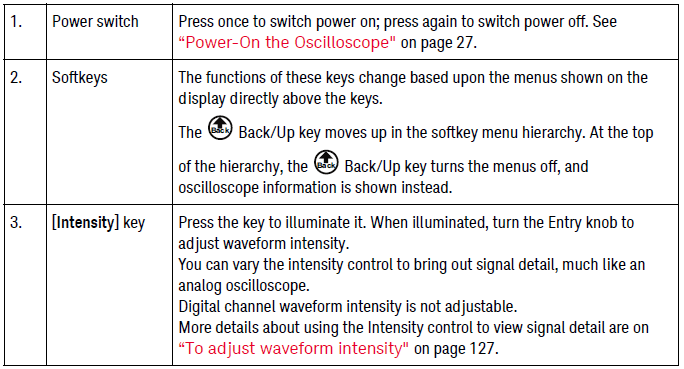 1. Power switch Press once to switch power on; press again to switch power off. See
“Power-On the Oscilloscope" on page 27.
2. Softkeys The functions of these keys change based upon the menus shown on the
display directly above the keys.
The Back Back/Up key moves up in the softkey menu hierarchy. At the top
of the hierarchy, the Back Back/Up key turns the menus off, and
oscilloscope information is shown instead.
3. [Intensity] key Press the key to illuminate it. When illuminated, turn the Entry knob to
adjust waveform intensity.
You can vary the intensity control to bring out signal detail, much like an
analog oscilloscope.
Digital channel waveform intensity is not adjustable.
More details about using the Intensity control to view signal detail are on
“To adjust waveform intensity" on page 127.